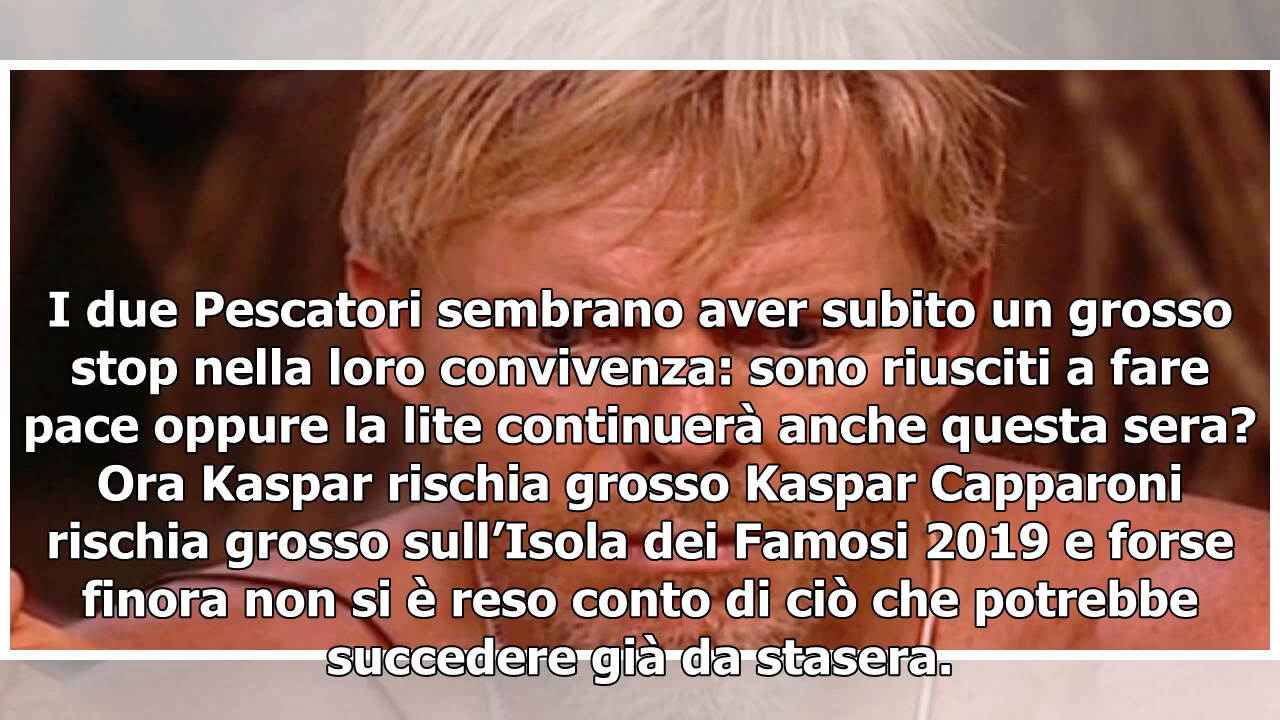 I due Pescatori sembrano aver subito un grosso
stop nella loro convivenza: sono riusciti a fare
pace oppure la lite continuerà anche questa sera?
Ora Kaspar rischia grosso Kaspar Capparoni
rischia grosso sull’Isola dei Famosi 2019 e forse
finora non si è reso conto di ciò che potrebbe
succedere già da stasera.